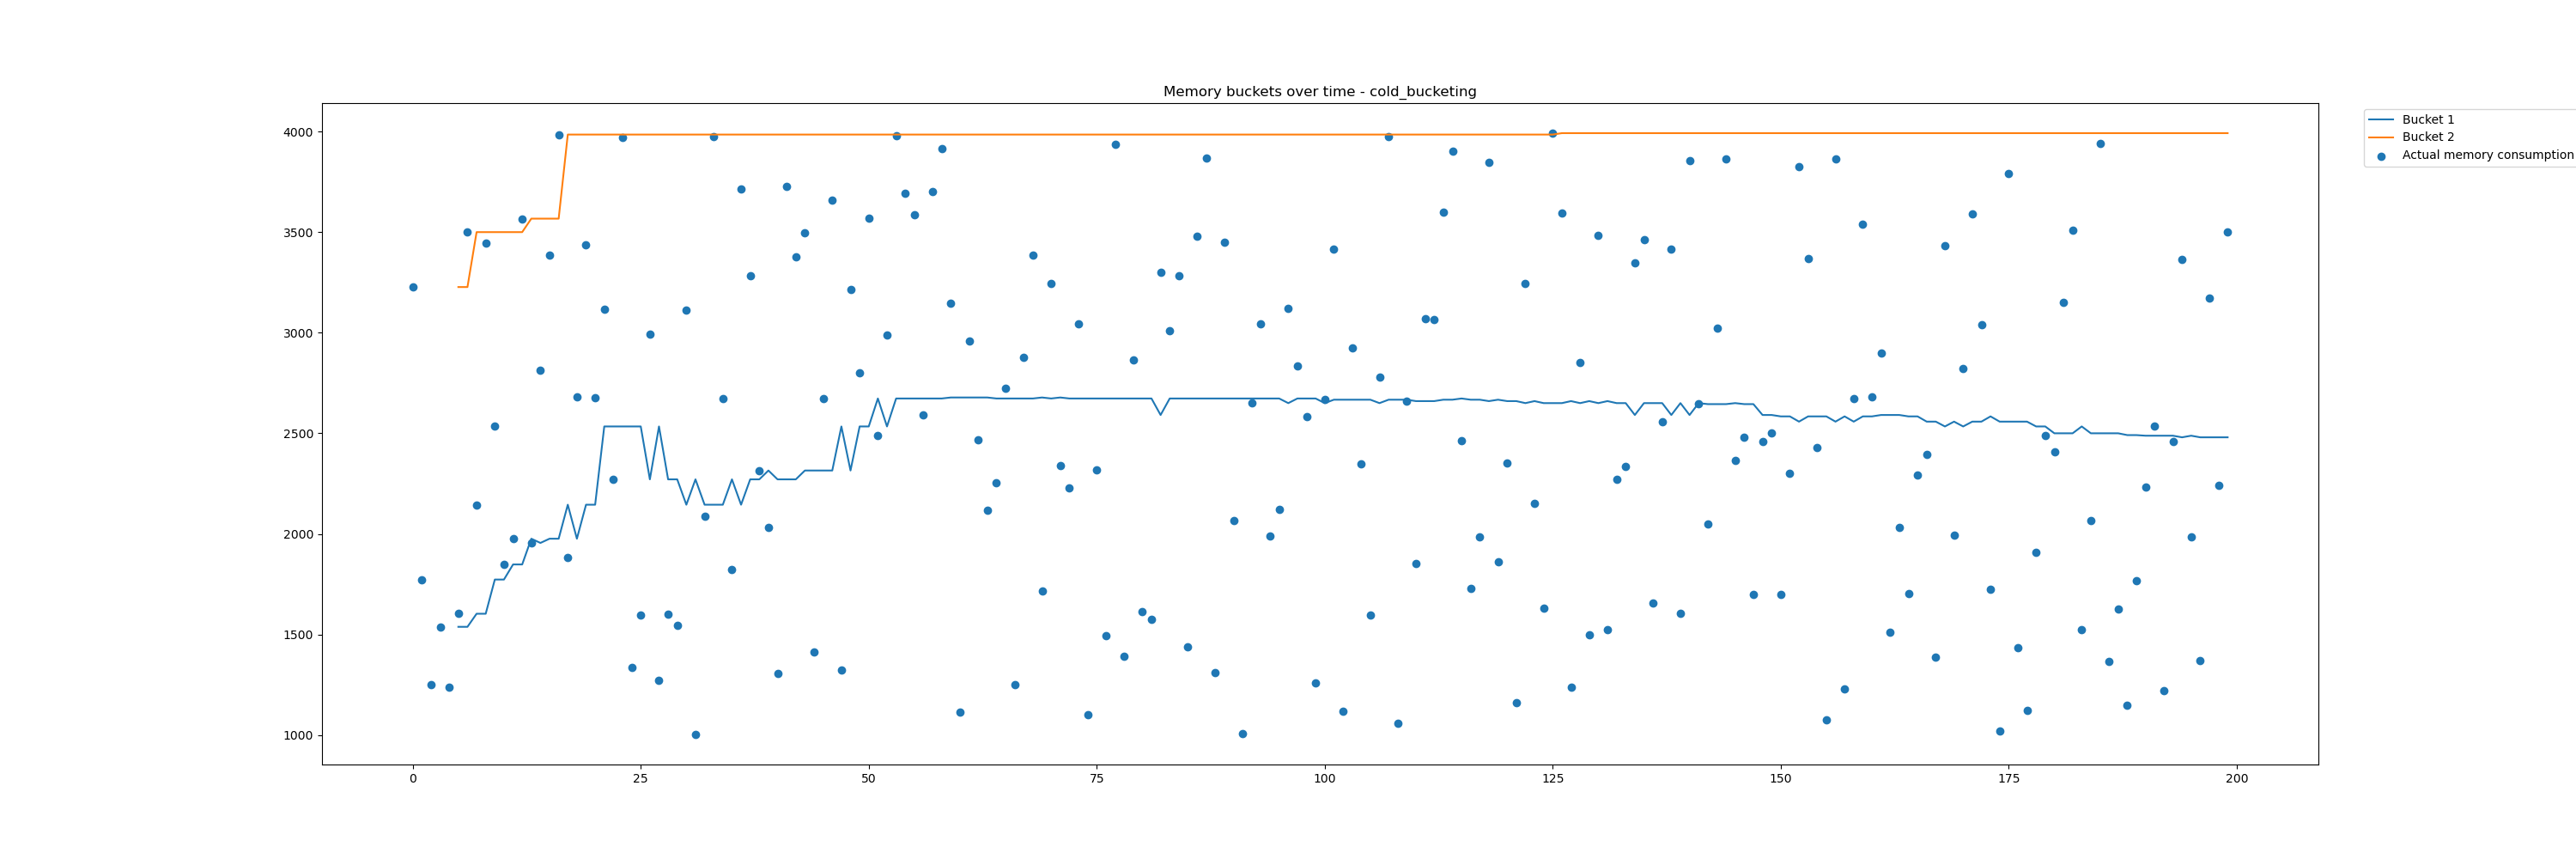 Memory buckets over time - cold_bucketing
Bucket 1
Bucket 2
Actual memory consumption
4000
3500
3000
2500
2000
1500
1000
0 25 50 75 100 125 150 175 200